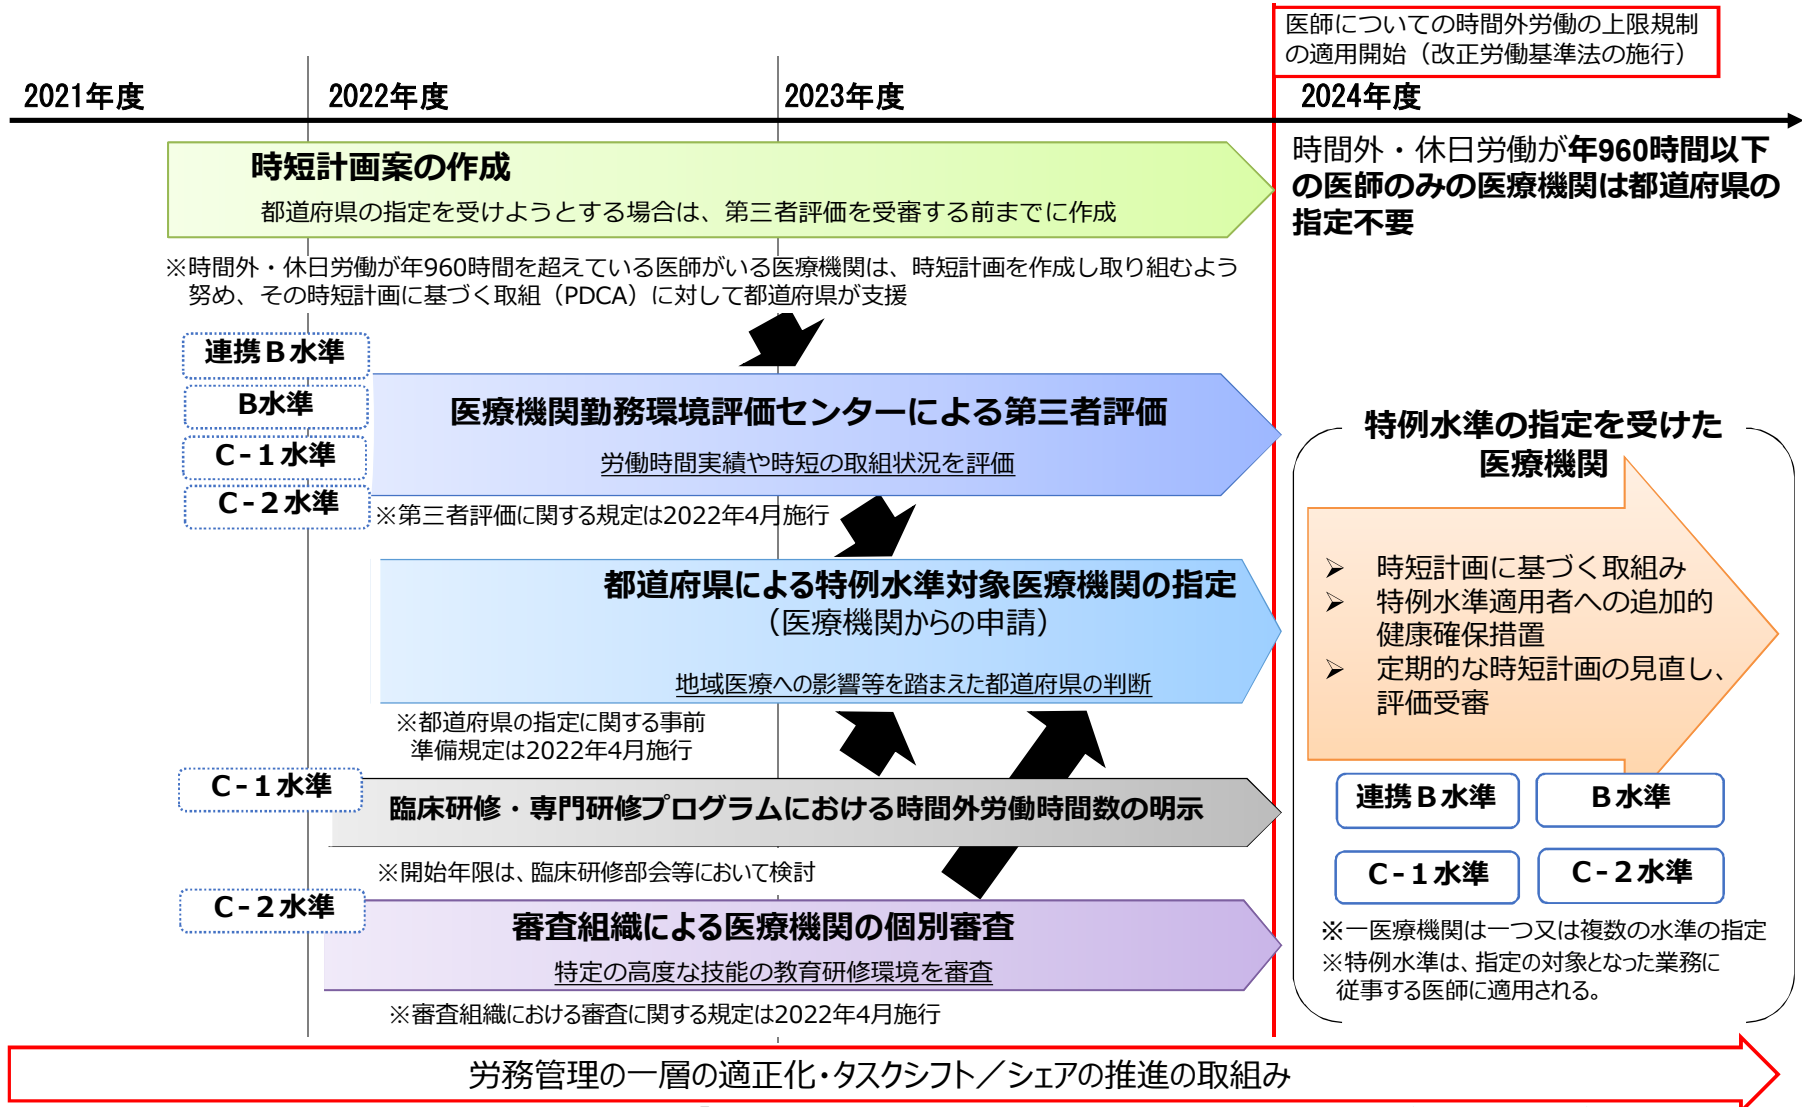 医師についての時間外労働の上限規制
の適用開始（改正労働基準法の施行）
2021年度
2022年度
2023年度
2024年度
時短計画案の作成
都道府県の指定を受けようとする場合は、第三者評価を受審する前までに作成
時間外・休日労働が年960時間以下
の医師のみの医療機関は都道府県の
指定不要
※時間外・休日労働が年960時間を超えている医師がいる医療機関は、時短計画を作成し取り組むよう
努め、その時短計画に基づく取組（PDCA）に対して都道府県が支援
連携Ｂ水準
B水準
Ｃ-１水準
Ｃ-２水準
医療機関勤務環境評価センターによる第三者評価
労働時間実績や時短の取組状況を評価
※第三者評価に関する規定は2022年4月施行
都道府県による特例水準対象医療機関の指定
（医療機関からの申請）
地域医療への影響等を踏まえた都道府県の判断
※都道府県の指定に関する事前
準備規定は2022年4月施行
Ｃ-１水準
臨床研修・専門研修プログラムにおける時間外労働時間数の明示
※開始年限は、臨床研修部会等において検討
Ｃ-２水準
審査組織による医療機関の個別審査
特定の高度な技能の教育研修環境を審査
※審査組織における審査に関する規定は2022年4月施行
特例水準の指定を受けた
医療機関
➢ 時短計画に基づく取組み
➢ 特例水準適用者への追加的
健康確保措置
➢ 定期的な時短計画の見直し、
評価受審
連携Ｂ水準
Ｂ水準
Ｃ-１水準
Ｃ-２水準
※一医療機関は一つ又は複数の水準の指定
※特例水準は、指定の対象となった業務に
従事する医師に適用される。
労務管理の一層の適正化・タスクシフト／シェアの推進の取組み